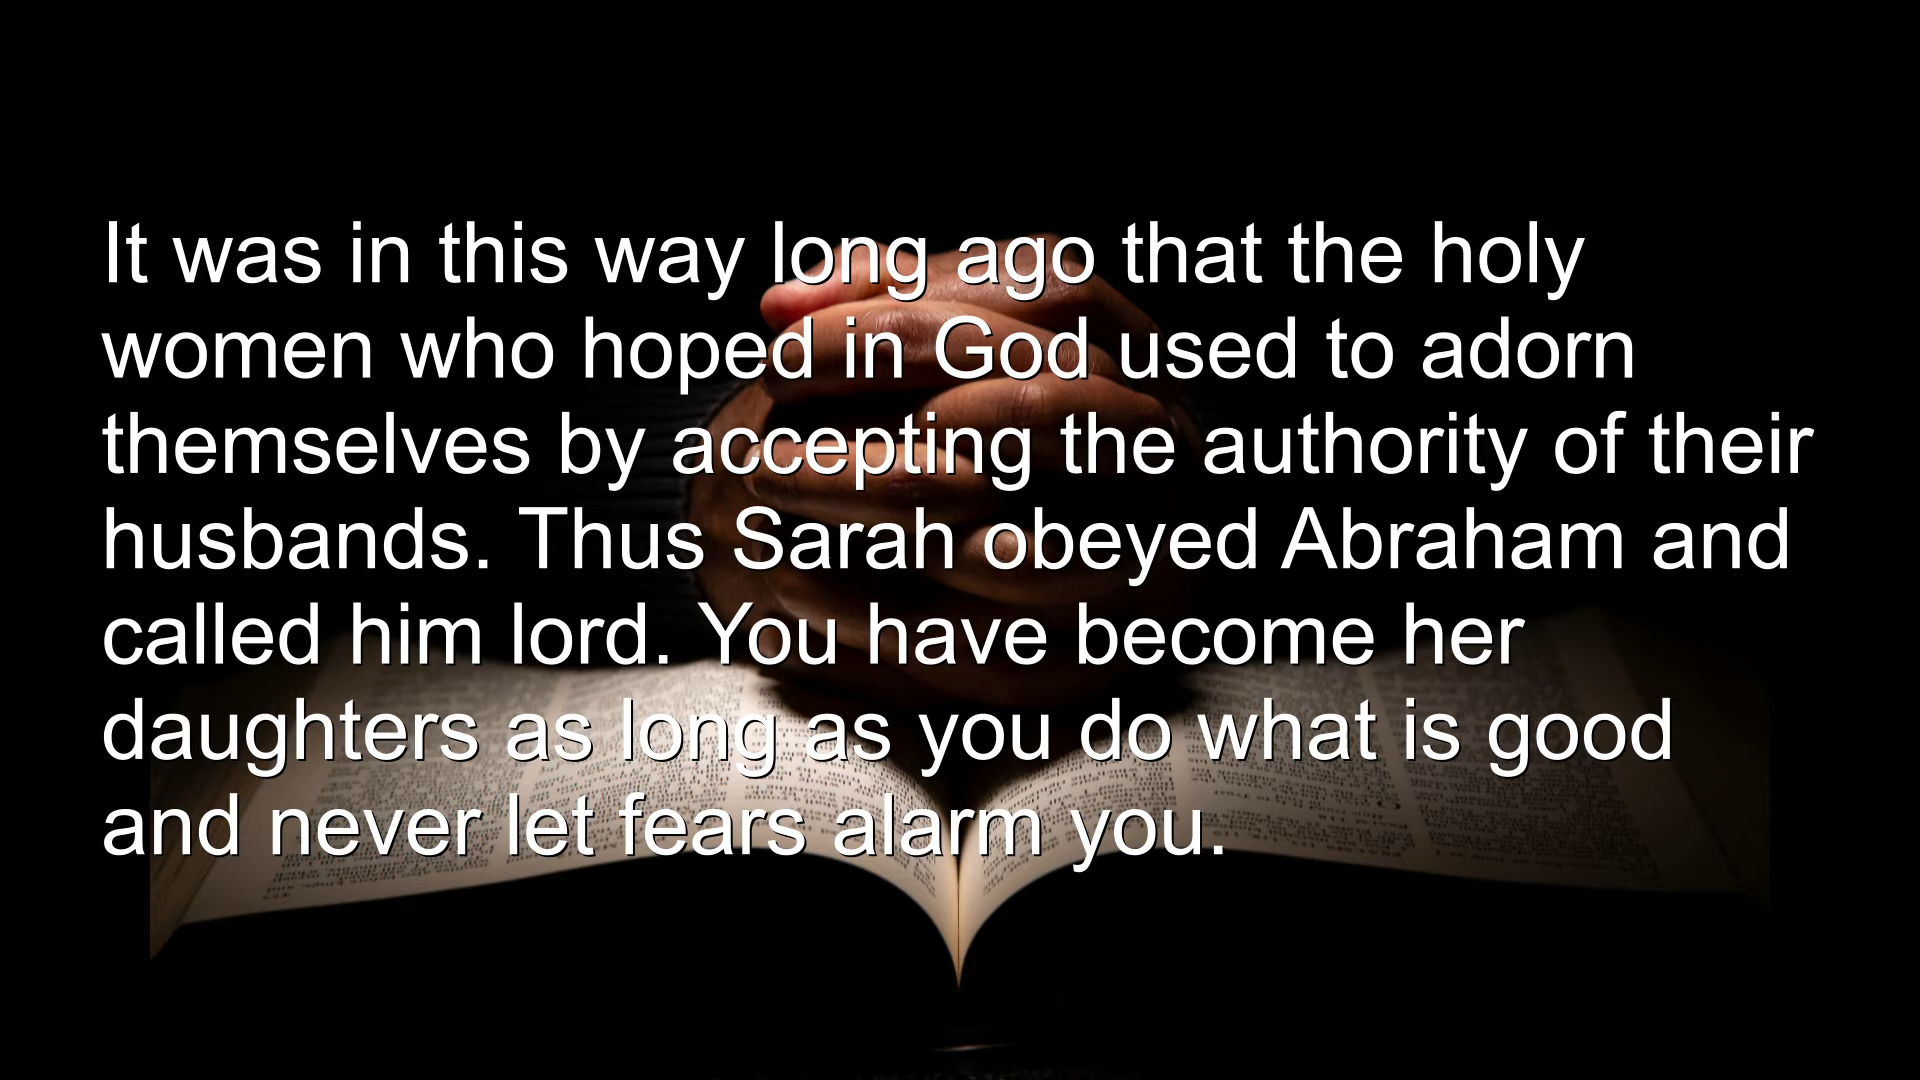 It was in this way long ago that the holy
women who hoped in God used to adorn
themselves by accepting the authority of their
husbands. Thus Sarah obeyed Abraham and
called him lord. You have become her
daughters as long as you do what is good
and never let fears alarm you.